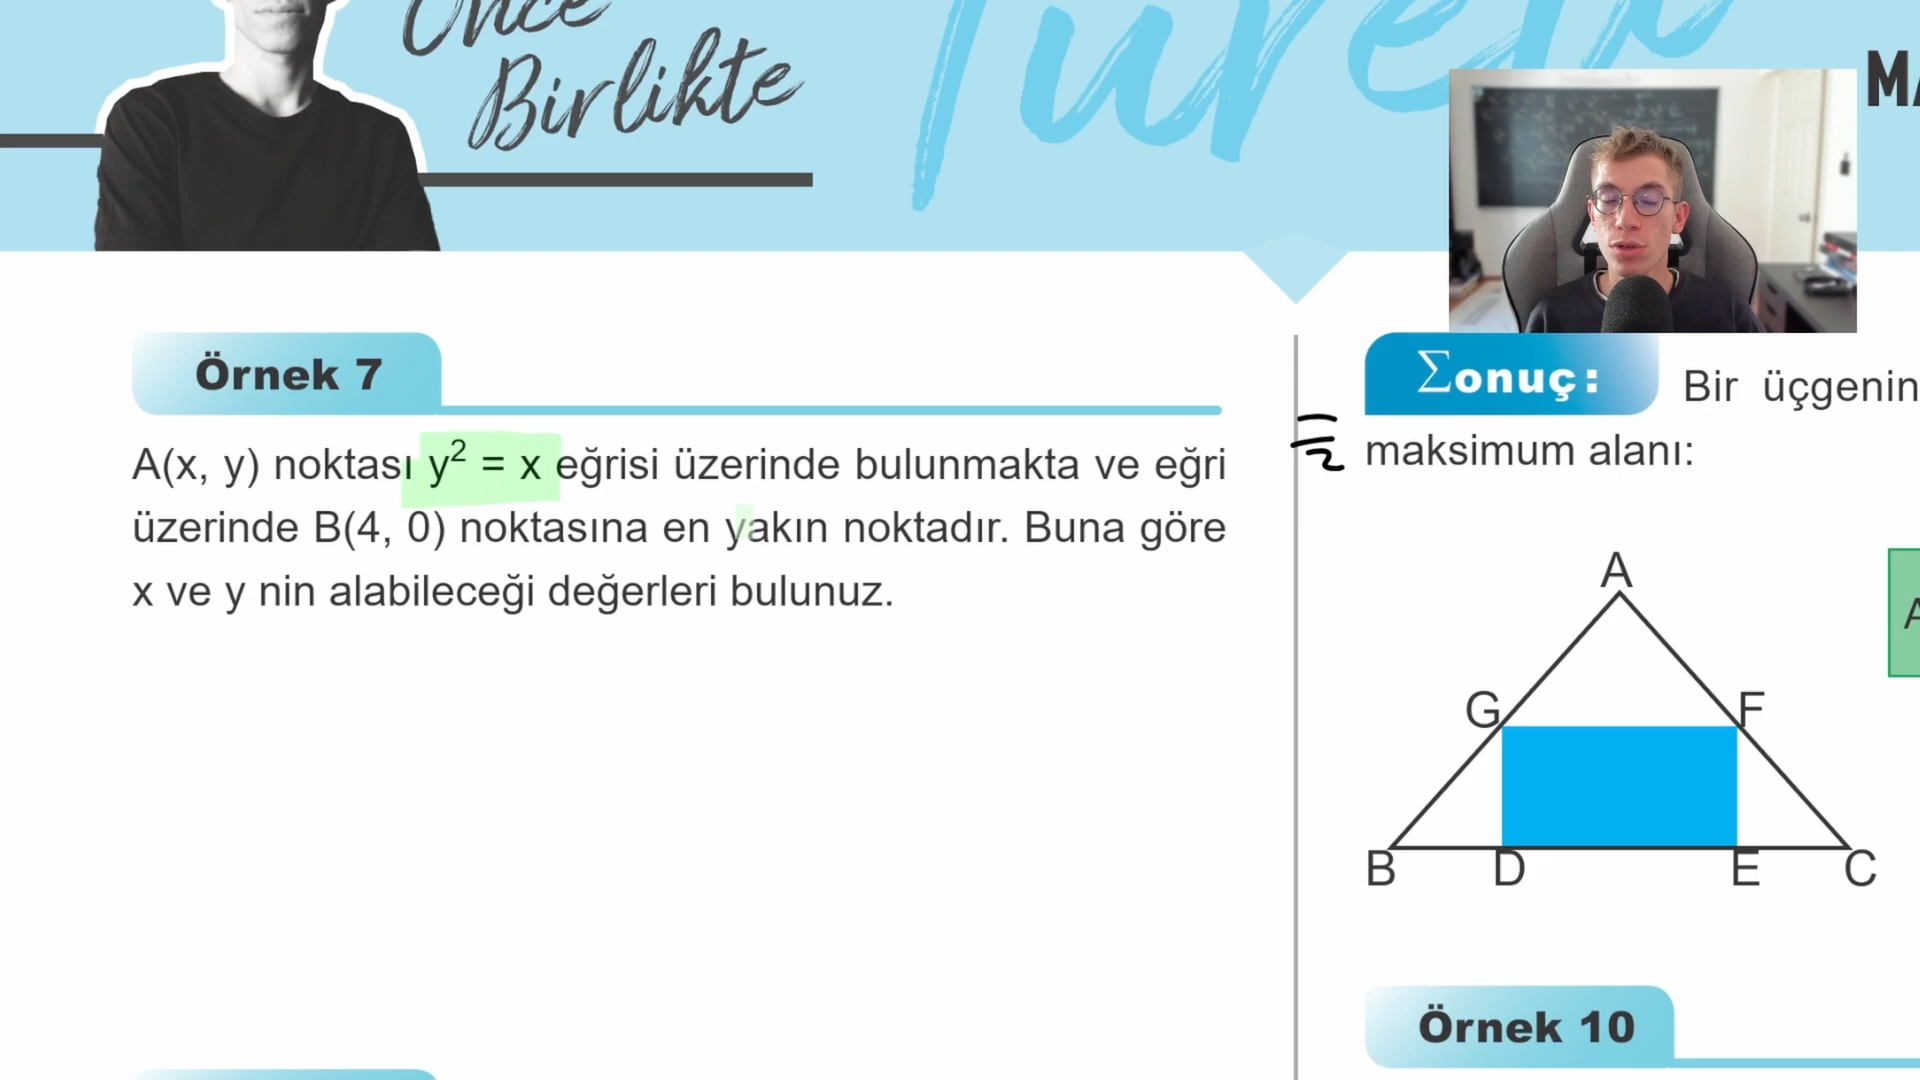 Önce
Birlikte
Türev
Örnek 7
A(x, y) noktası y² = x eğrisi üzerinde bulunmakta ve eğri
üzerinde B(4, 0) noktasına en yakın noktadır. Buna göre
x ve y nin alabileceği değerleri bulunuz.
Σonuç: Bir üçgenin
maksimum alanı:
A
G F
B D E C
A
Örnek 10